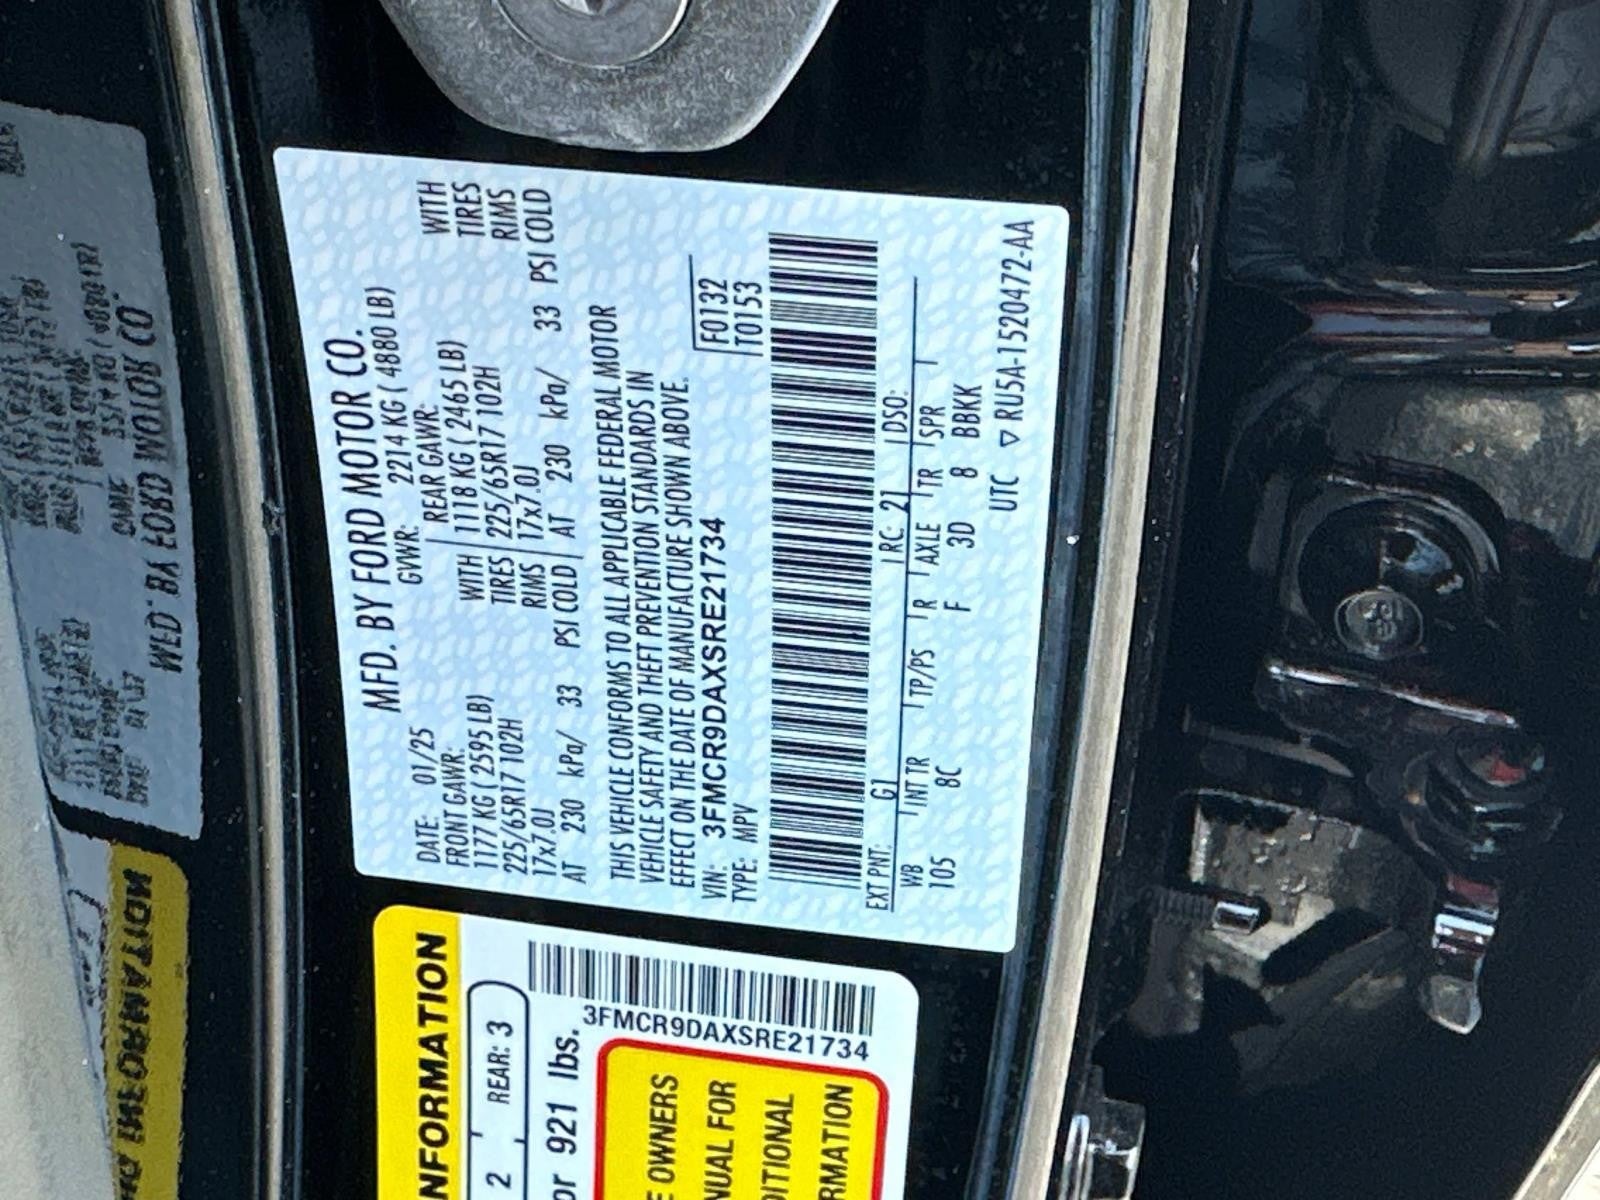 MFD. BY FORD MOTOR CO.
DATE: 01/25 GVWR: 2214 KG ( 4880 LB)
FRONT GAWR: REAR GAWR:
1177 KG ( 2595 LB) WITH 1118 KG ( 2465 LB) WITH
225/65R17 102H TIRES 225/65R17 102H TIRES
17x7.0J RIMS 17x7.0J RIMS
AT 230 kPa/ 33 PSI COLD AT 230 kPa/ 33 PSI COLD
THIS VEHICLE CONFORMS TO ALL APPLICABLE FEDERAL MOTOR
VEHICLE SAFETY AND THEFT PREVENTION STANDARDS IN
EFFECT ON THE DATE OF MANUFACTURE SHOWN ABOVE.
VIN: 3FMCR9DAXSRE21734 F0132
TYPE: MPV T0153
EXT PNT: G1 RC: 21 DSO:
WB INT TR TP/PS R AXLE TR SPR
105 8C F 3D 8 BBKK
UTC ▽ RU5A-1520472-AA
NFORMATION
2 REAR: 3
or 921 lbs.
3FMCR9DAXSRE21734
E OWNERS
NUAL FOR
DITIONAL
RMATION
MFD. BY FORD MOTOR CO.